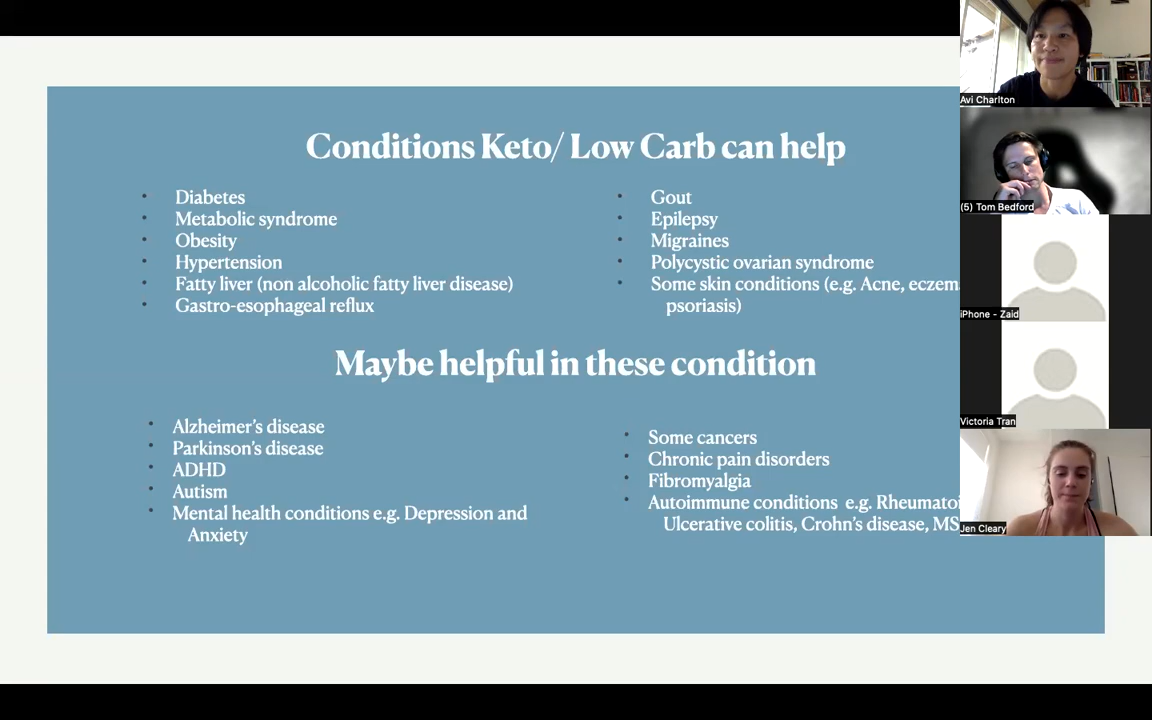 Conditions Keto/ Low Carb can help
• Diabetes
• Metabolic syndrome
• Obesity
• Hypertension
• Fatty liver (non alcoholic fatty liver disease)
• Gastro-esophageal reflux
• Gout
• Epilepsy
• Migraines
• Polycystic ovarian syndrome
• Some skin conditions (e.g. Acne,
psoriasis)
Maybe helpful in these condition
• Alzheimer's disease
• Parkinson's disease
• ADHD
• Autism
• Mental health conditions e.g. Depression and
Anxiety
• Some cancers
• Chronic pain disorders
• Fibromyalgia
• Autoimmune conditions e.g.
Ulcerative colitis, Crohn's disease, MS
Avi Charlton
(5) Tom Bedford
iPhone - Zaid
Victoria Tran
Jen Cleary